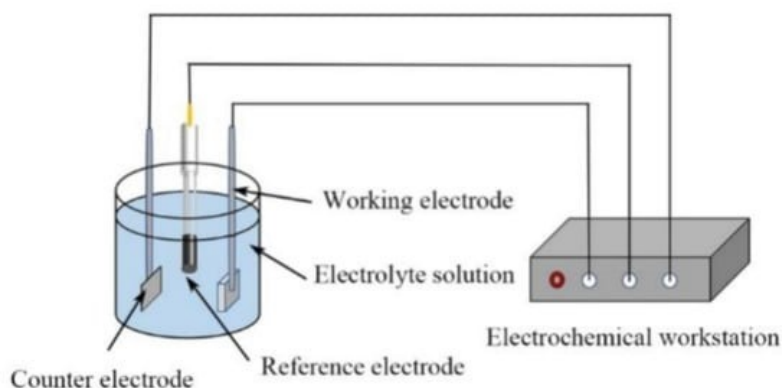 Working electrode
Electrolyte solution
Electrochemical workstation
Reference electrode
Counter electrode